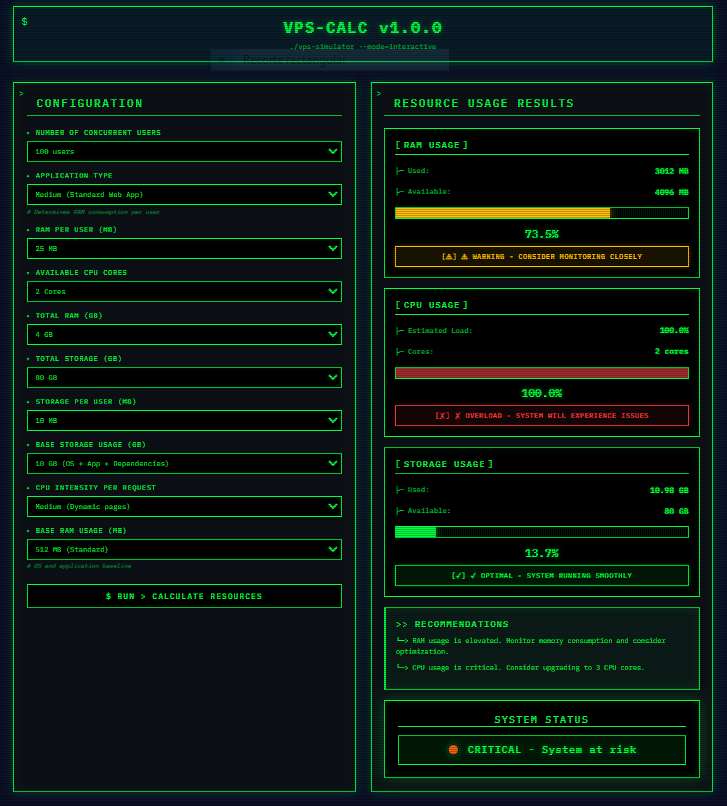 $
VPS-CALC v1.0.0
./vps-simulator --mode=interactive
Recorte rectangular
>
CONFIGURATION
▸ NUMBER OF CONCURRENT USERS
100 users
▸ APPLICATION TYPE
Medium (Standard Web App)
# Determines RAM consumption per user
▸ RAM PER USER (MB)
25 MB
▸ AVAILABLE CPU CORES
2 Cores
▸ TOTAL RAM (GB)
4 GB
▸ TOTAL STORAGE (GB)
80 GB
▸ STORAGE PER USER (MB)
10 MB
▸ BASE STORAGE USAGE (GB)
10 GB (OS + App + Dependencies)
▸ CPU INTENSITY PER REQUEST
Medium (Dynamic pages)
▸ BASE RAM USAGE (MB)
512 MB (Standard)
# OS and application baseline
$ RUN > CALCULATE RESOURCES
>
RESOURCE USAGE RESULTS
[RAM USAGE]
├─ Used: 3012 MB
├─ Available: 4096 MB
73.5%
[⚠] ⚠ WARNING - CONSIDER MONITORING CLOSELY
[CPU USAGE]
├─ Estimated Load: 100.0%
├─ Cores: 2 cores
100.0%
[✗] ✗ OVERLOAD - SYSTEM WILL EXPERIENCE ISSUES
[STORAGE USAGE]
├─ Used: 10.98 GB
├─ Available: 80 GB
13.7%
[✓] ✓ OPTIMAL - SYSTEM RUNNING SMOOTHLY
>> RECOMMENDATIONS
└─> RAM usage is elevated. Monitor memory consumption and consider
optimization.
└─> CPU usage is critical. Consider upgrading to 3 CPU cores.
SYSTEM STATUS
CRITICAL - System at risk